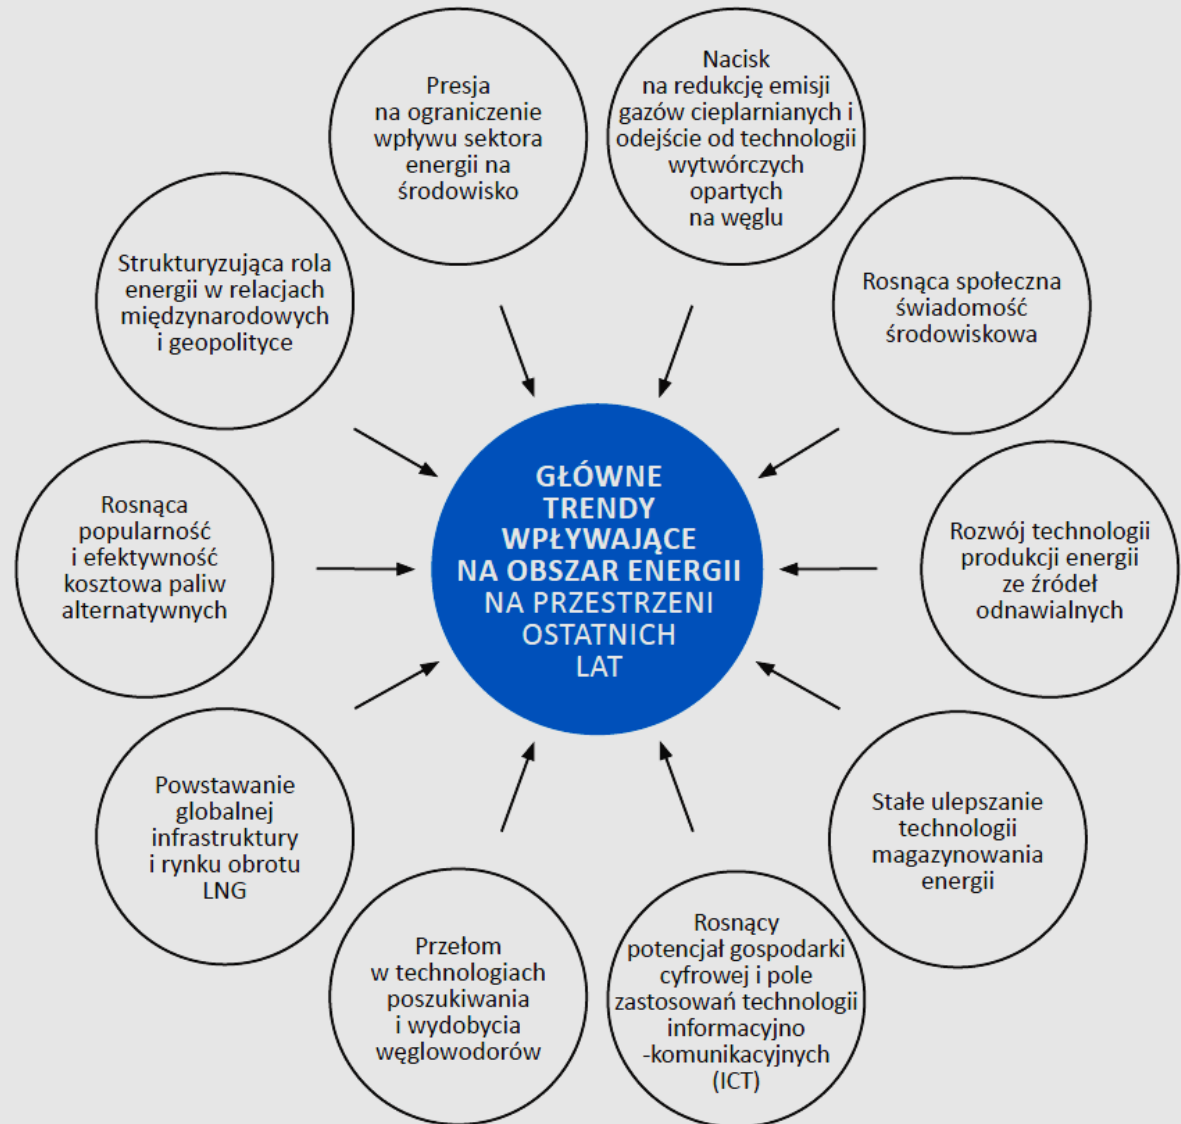 Presja
na ograniczenie
wpływu sektora
energii na
środowisko
Nacisk
na redukcję emisji
gazów cieplarnianych i
odejście od technologii
wytwórczych
opartych
na węglu
Rosnąca społeczna
świadomość
środowiskowa
Rozwój technologii
produkcji energii
ze źródeł
odnawialnych
Stałe ulepszanie
technologii
magazynowania
energii
Rosnący
potencjał gospodarki
cyfrowej i pole
zastosowań technologii
informacyjno
-komunikacyjnych
(ICT)
Przełom
w technologiach
poszukiwania
i wydobycia
węglowodorów
Powstawanie
globalnej
infrastruktury
i rynku obrotu
LNG
Rosnąca
popularność
i efektywność
kosztowa paliw
alternatywnych
Strukturyzująca rola
energii w relacjach
międzynarodowych
i geopolityce
GŁÓWNE
TRENDY
WPŁYWAJĄCE
NA OBSZAR ENERGII
NA PRZESTRZENI
OSTATNICH
LAT